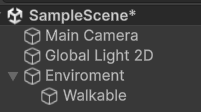 SampleScene*
Main Camera
Global Light 2D
Enviroment
Walkable